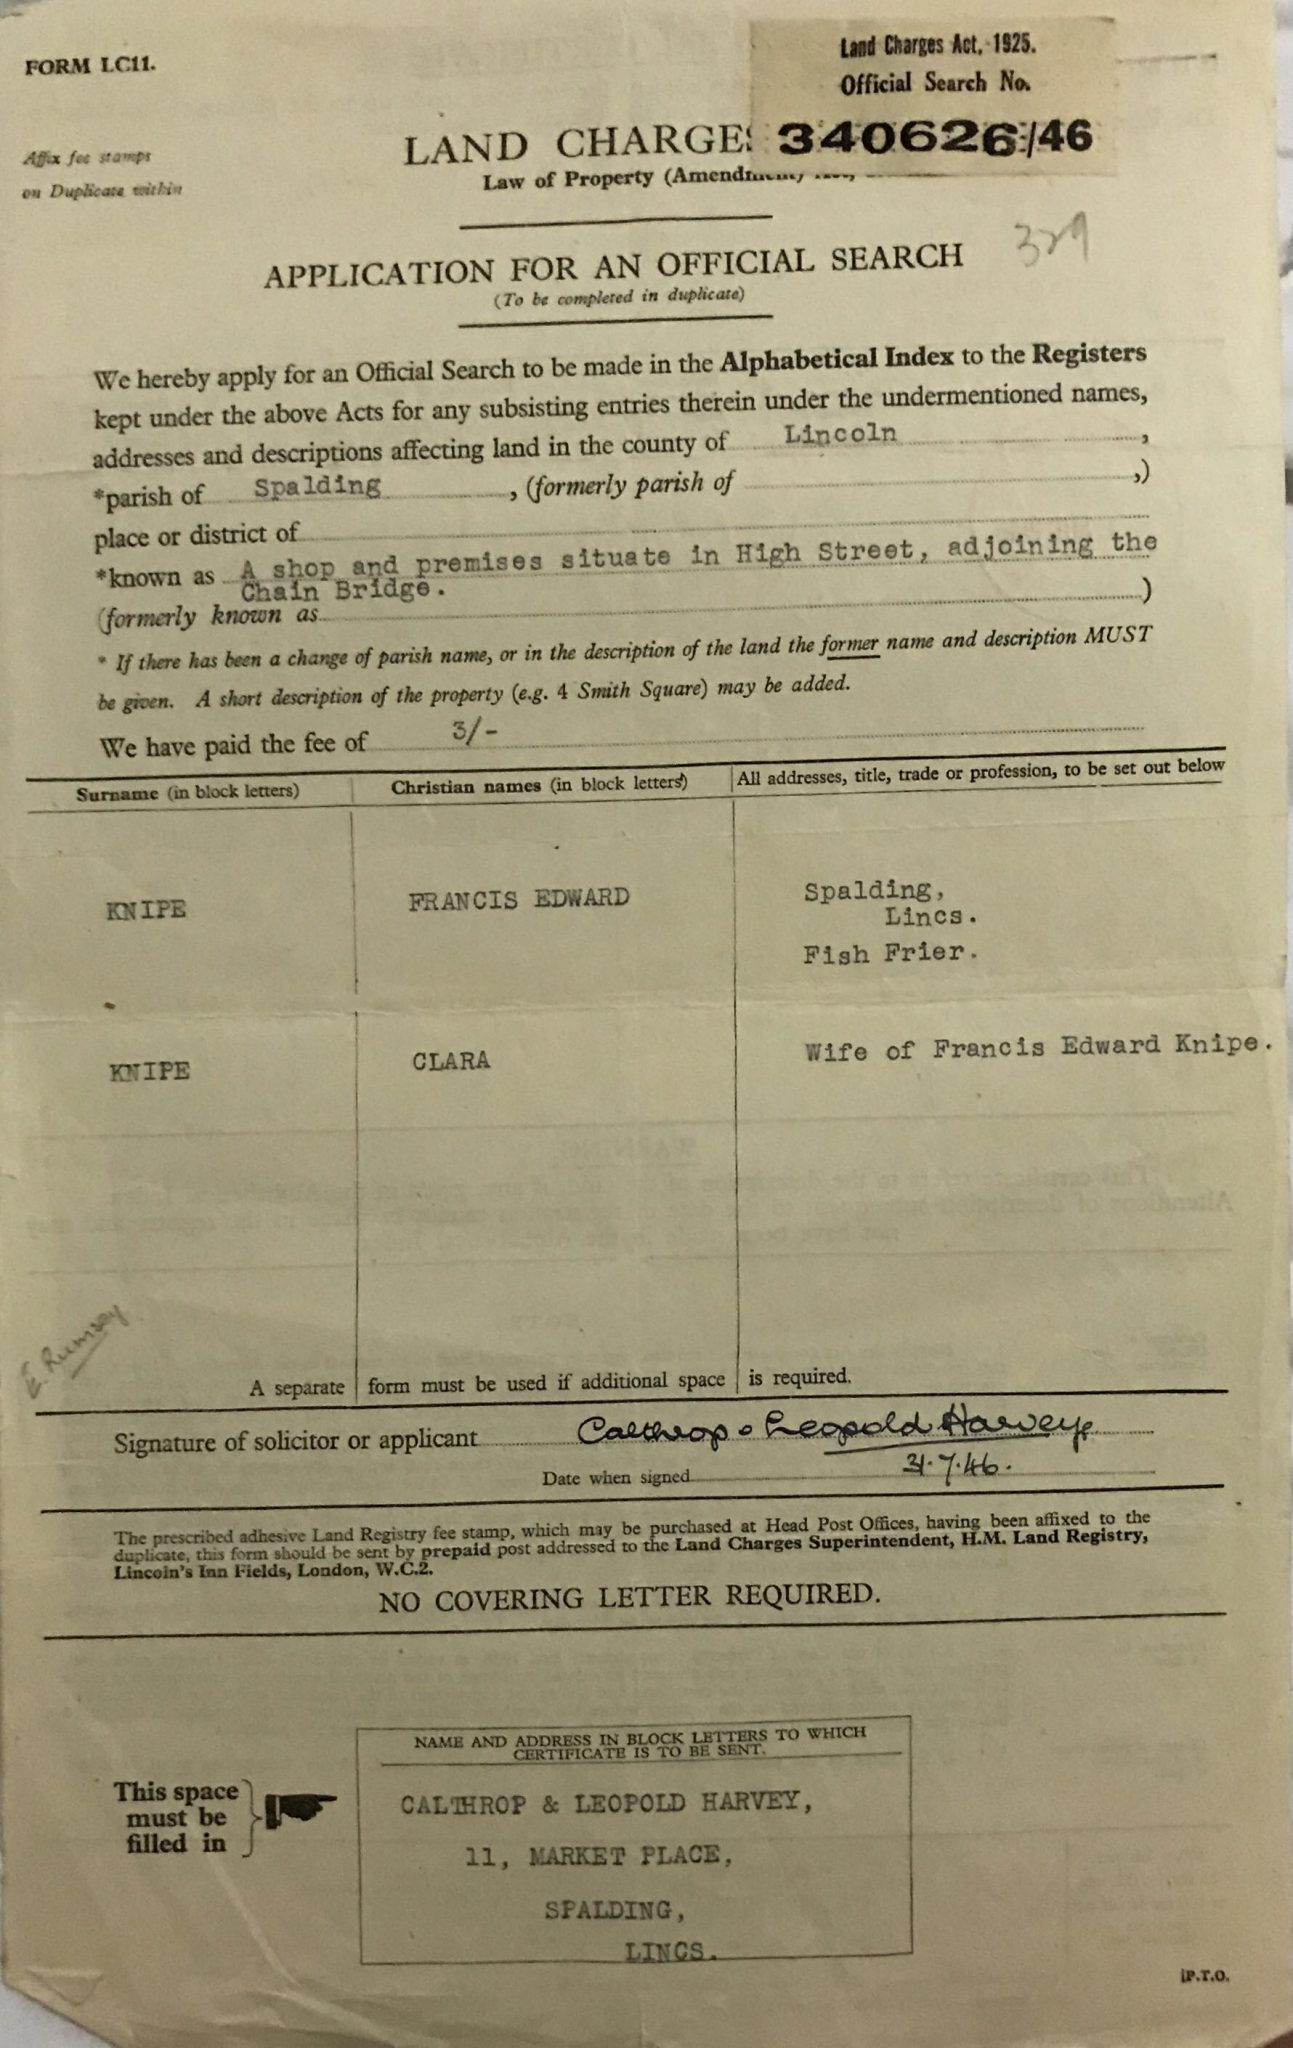 FORM LC11.
Land Charges Act, 1925.
Official Search No.
340626/46
Affix fee stamps
on Duplicate within
LAND CHARGES
Law of Property (Amendment)
329
APPLICATION FOR AN OFFICIAL SEARCH
(To be completed in duplicate)
We hereby apply for an Official Search to be made in the Alphabetical Index to the Registers
kept under the above Acts for any subsisting entries therein under the undermentioned names,
addresses and descriptions affecting land in the county of Lincoln ,
*parish of Spalding , (formerly parish of ,)
place or district of
*known as A shop and premises situate in High Street, adjoining the
Chain Bridge.
(formerly known as )
* If there has been a change of parish name, or in the description of the land the former name and description MUST
be given. A short description of the property (e.g. 4 Smith Square) may be added.
We have paid the fee of 3/-
Surname (in block letters) Christian names (in block letters) All addresses, title, trade or profession, to be set out below
KNIPE FRANCIS EDWARD Spalding,
Lincs.
Fish Frier.
KNIPE CLARA Wife of Francis Edward Knipe.
E. Rumsey
A separate form must be used if additional space is required.
Signature of solicitor or applicant Calthrop & Leopold Harvey
Date when signed 31.7.46.
The prescribed adhesive Land Registry fee stamp, which may be purchased at Head Post Offices, having been affixed to the
duplicate, this form should be sent by prepaid post addressed to the Land Charges Superintendent, H.M. Land Registry,
Lincoln's Inn Fields, London, W.C.2.
NO COVERING LETTER REQUIRED.
NAME AND ADDRESS IN BLOCK LETTERS TO WHICH
CERTIFICATE IS TO BE SENT.
This space
must be
filled in
CALTHROP & LEOPOLD HARVEY,
11, MARKET PLACE,
SPALDING,
LINCS.
P.T.O.